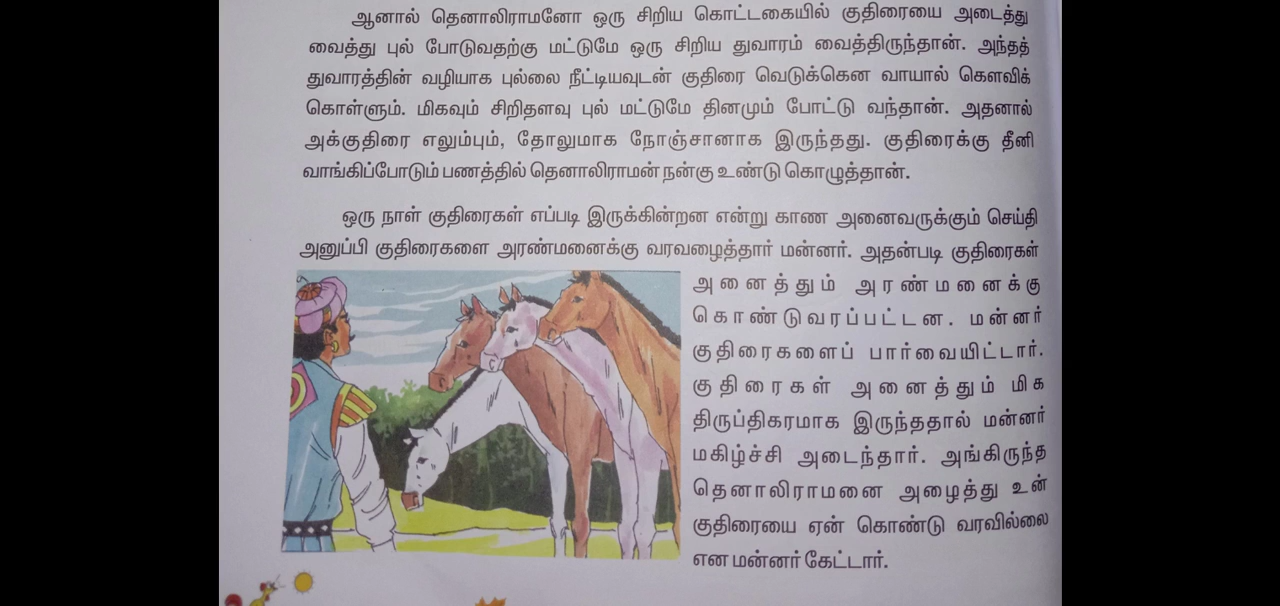 ஆனால் தெனாலிராமனோ ஒரு சிறிய கொட்டகையில் குதிரையை அடைத்து
வைத்து புல் போடுவதற்கு மட்டுமே ஒரு சிறிய துவாரம் வைத்திருந்தான். அந்தத்
துவாரத்தின் வழியாக புல்லை நீட்டியவுடன் குதிரை வெடுக்கென வாயால் கௌவிக்
கொள்ளும். மிகவும் சிறிதளவு புல் மட்டுமே தினமும் போட்டு வந்தான். அதனால்
அக்குதிரை எலும்பும், தோலுமாக நோஞ்சானாக இருந்தது. குதிரைக்கு தீனி
வாங்கிப்போடும் பணத்தில் தெனாலிராமன் நன்கு உண்டு கொழுத்தான்.
ஒரு நாள் குதிரைகள் எப்படி இருக்கின்றன என்று காண அனைவருக்கும் செய்தி
அனுப்பி குதிரைகளை அரண்மனைக்கு வரவழைத்தார் மன்னர். அதன்படி குதிரைகள்
அனைத்தும் அரண்மனைக்கு
கொண்டுவரப்பட்டன. மன்னர்
குதிரைகளைப் பார்வையிட்டார்.
குதிரைகள் அனைத்தும் மிக
திருப்திகரமாக இருந்ததால் மன்னர்
மகிழ்ச்சி அடைந்தார். அங்கிருந்த
தெனாலிராமனை அழைத்து உன்
குதிரையை ஏன் கொண்டு வரவில்லை
என மன்னர் கேட்டார்.